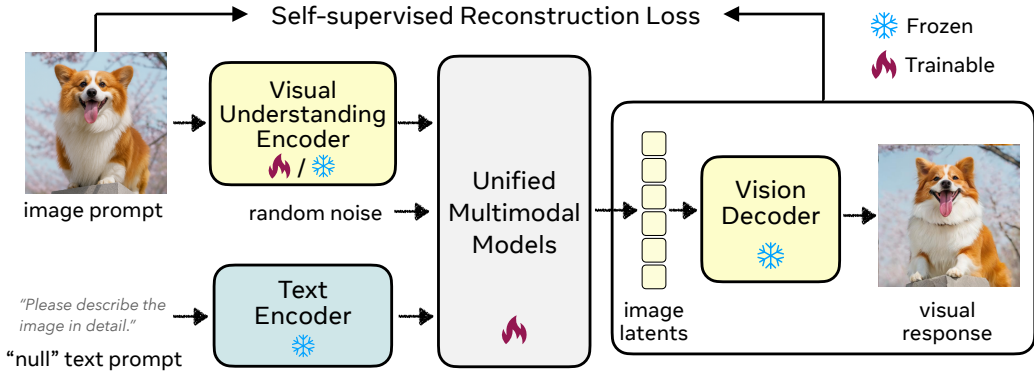 Self-supervised Reconstruction Loss
Frozen
Trainable
image prompt
Visual
Understanding
Encoder
/
random noise
"Please describe the
image in detail."
"null" text prompt
Text
Encoder
Unified
Multimodal
Models
image
latents
Vision
Decoder
visual
response